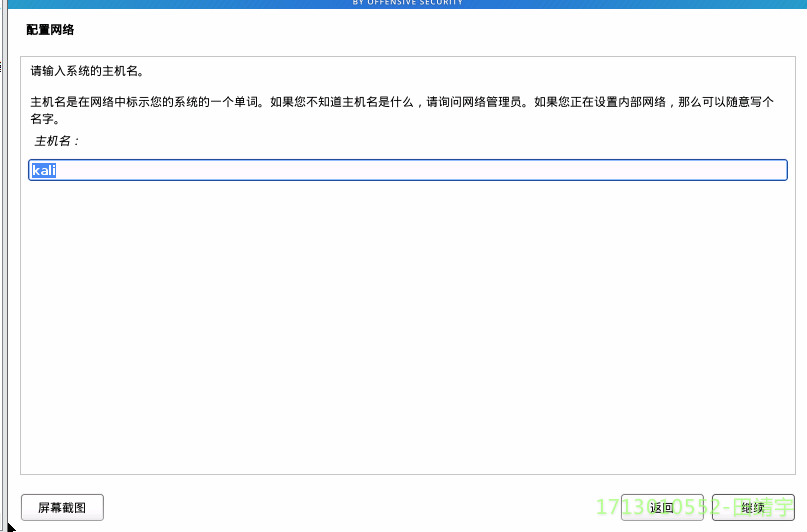 BY OFFENSIVE SECURITY
配置网络
请输入系统的主机名。
主机名是在网络中标示您的系统的一个单词。如果您不知道主机名是什么，请询问网络管理员。如果您正在设置内部网络，那么可以随意写个
名字。
主机名：
kali
屏幕截图
返回
继续
1713010552-田靖宇